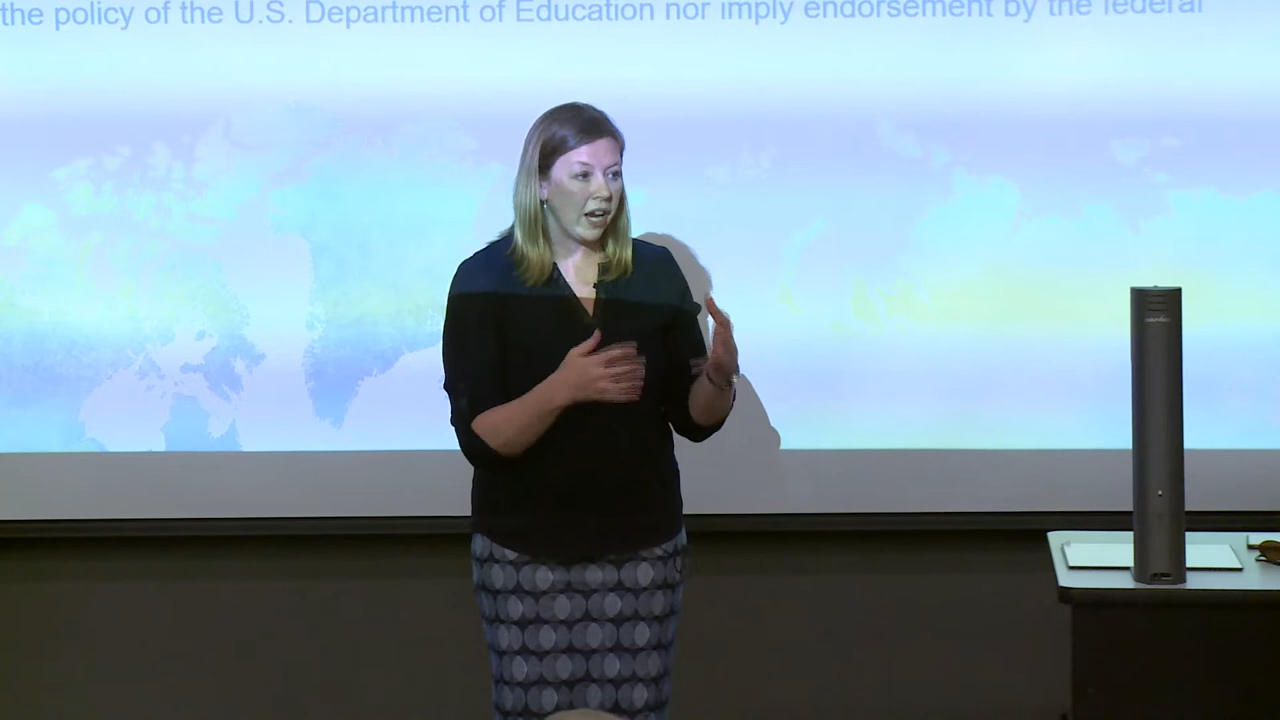 the policy of the U.S. Department of Education nor imply endorsement by the federal